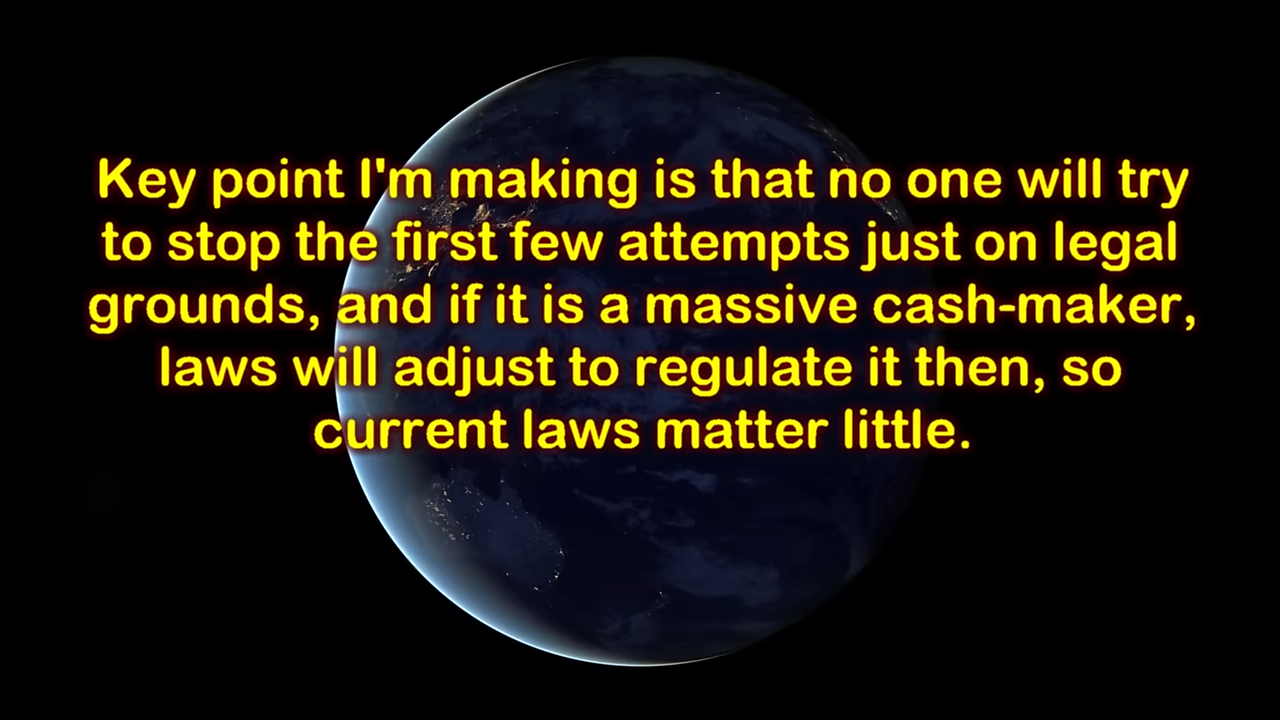 Key point I'm making is that no one will try
to stop the first few attempts just on legal
grounds, and if it is a massive cash-maker,
laws will adjust to regulate it then, so
current laws matter little.